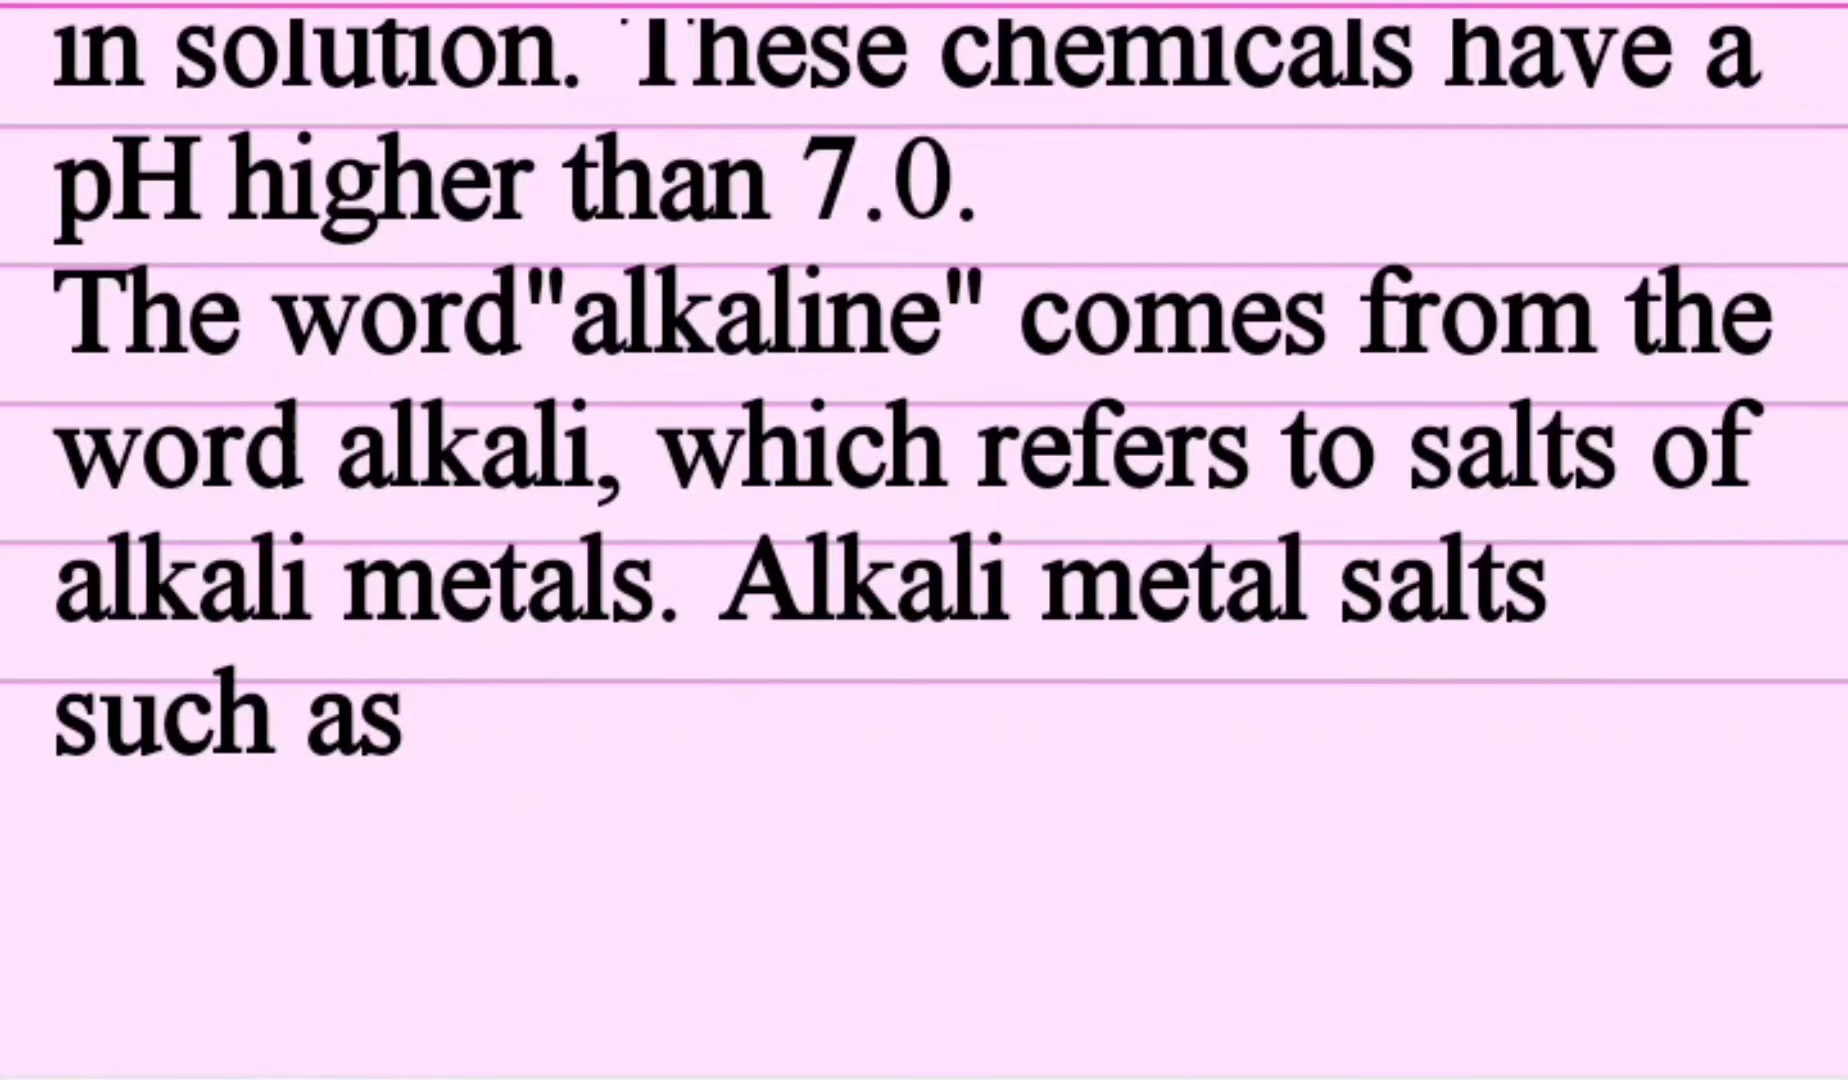 in solution. These chemicals have a
pH higher than 7.0.
The word"alkaline" comes from the
word alkali, which refers to salts of
alkali metals. Alkali metal salts
such as